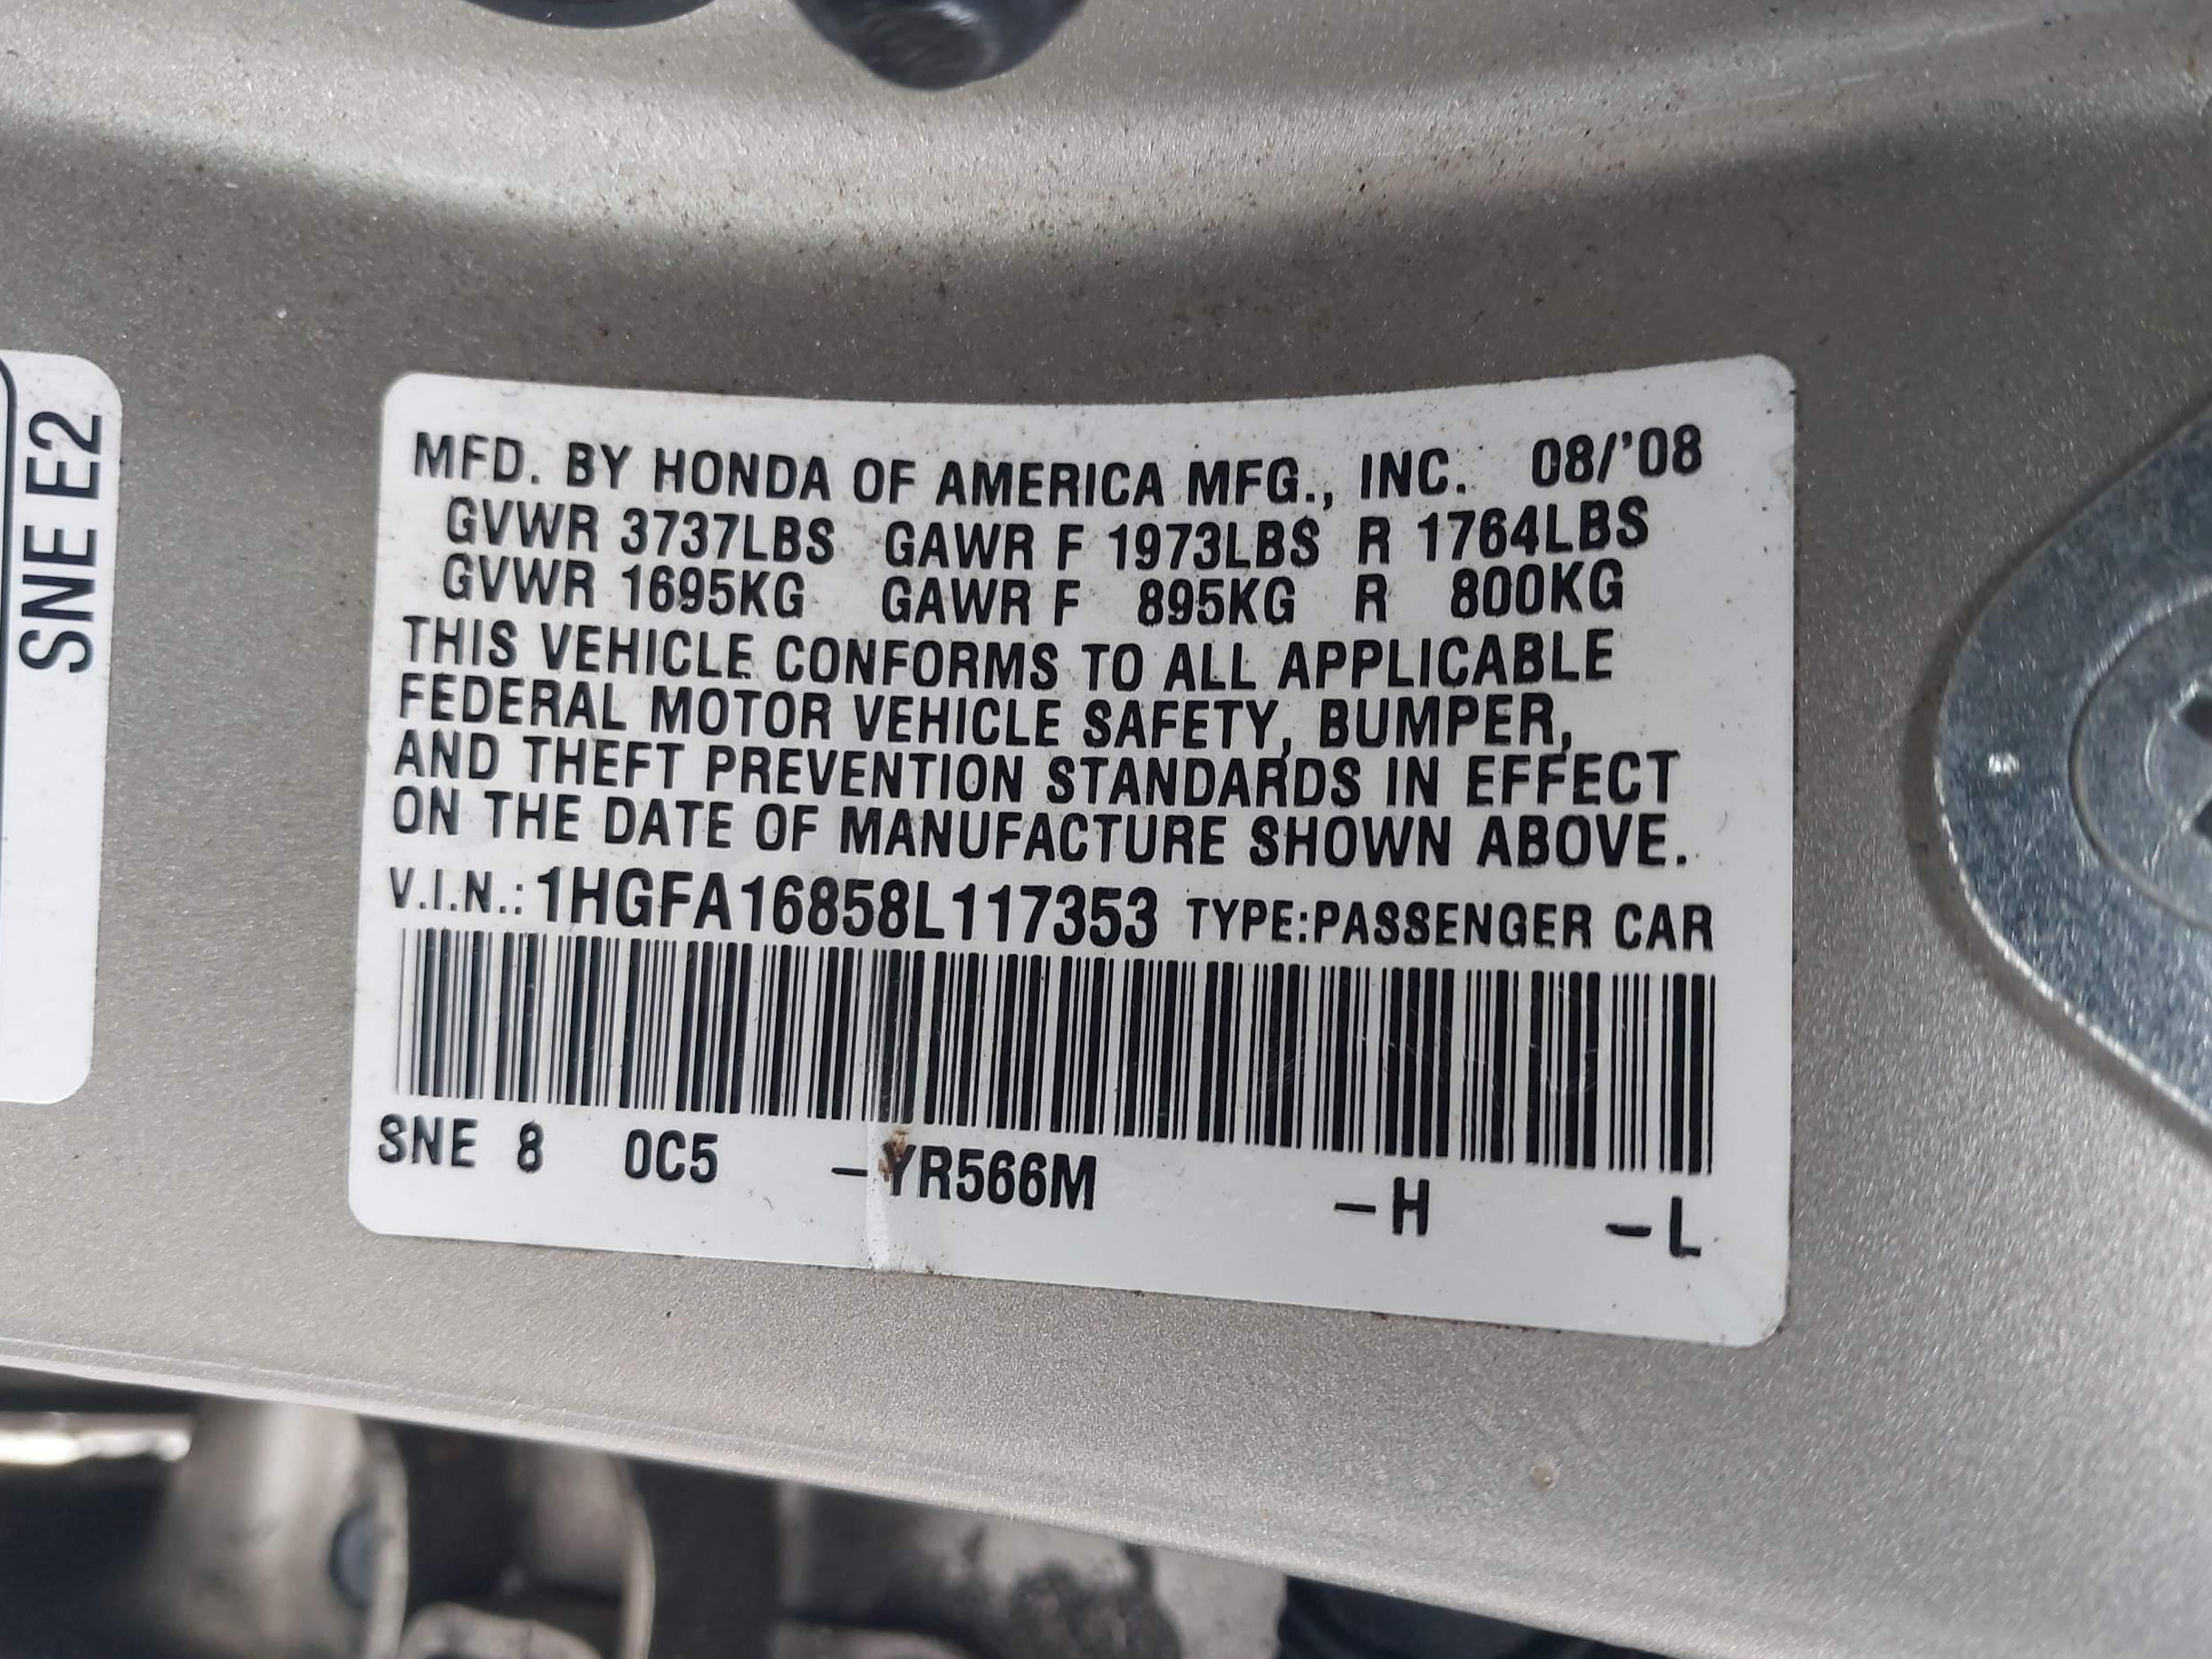 SNE E2
MFD. BY HONDA OF AMERICA MFG., INC. 08/'08
GVWR 3737LBS GAWR F 1973LBS R 1764LBS
GVWR 1695KG GAWR F 895KG R 800KG
THIS VEHICLE CONFORMS TO ALL APPLICABLE
FEDERAL MOTOR VEHICLE SAFETY, BUMPER,
AND THEFT PREVENTION STANDARDS IN EFFECT
ON THE DATE OF MANUFACTURE SHOWN ABOVE.
V.I.N.: 1HGFA16858L117353 TYPE:PASSENGER CAR
SNE 8 0C5 –YR566M –H –L